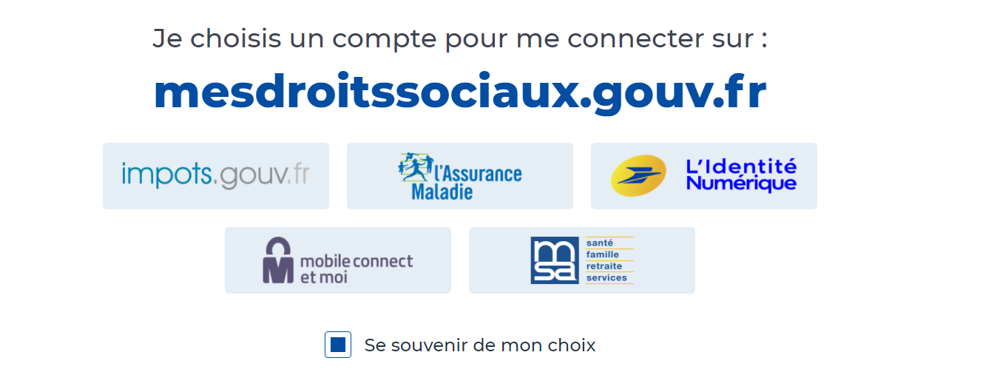 Je choisis un compte pour me connecter sur :
mesdroitssociaux.gouv.fr
impots.gouv.fr
l'Assurance
Maladie
L'Identité
Numérique
mobile connect
et moi
msa
santé
famille
retraite
services
Se souvenir de mon choix